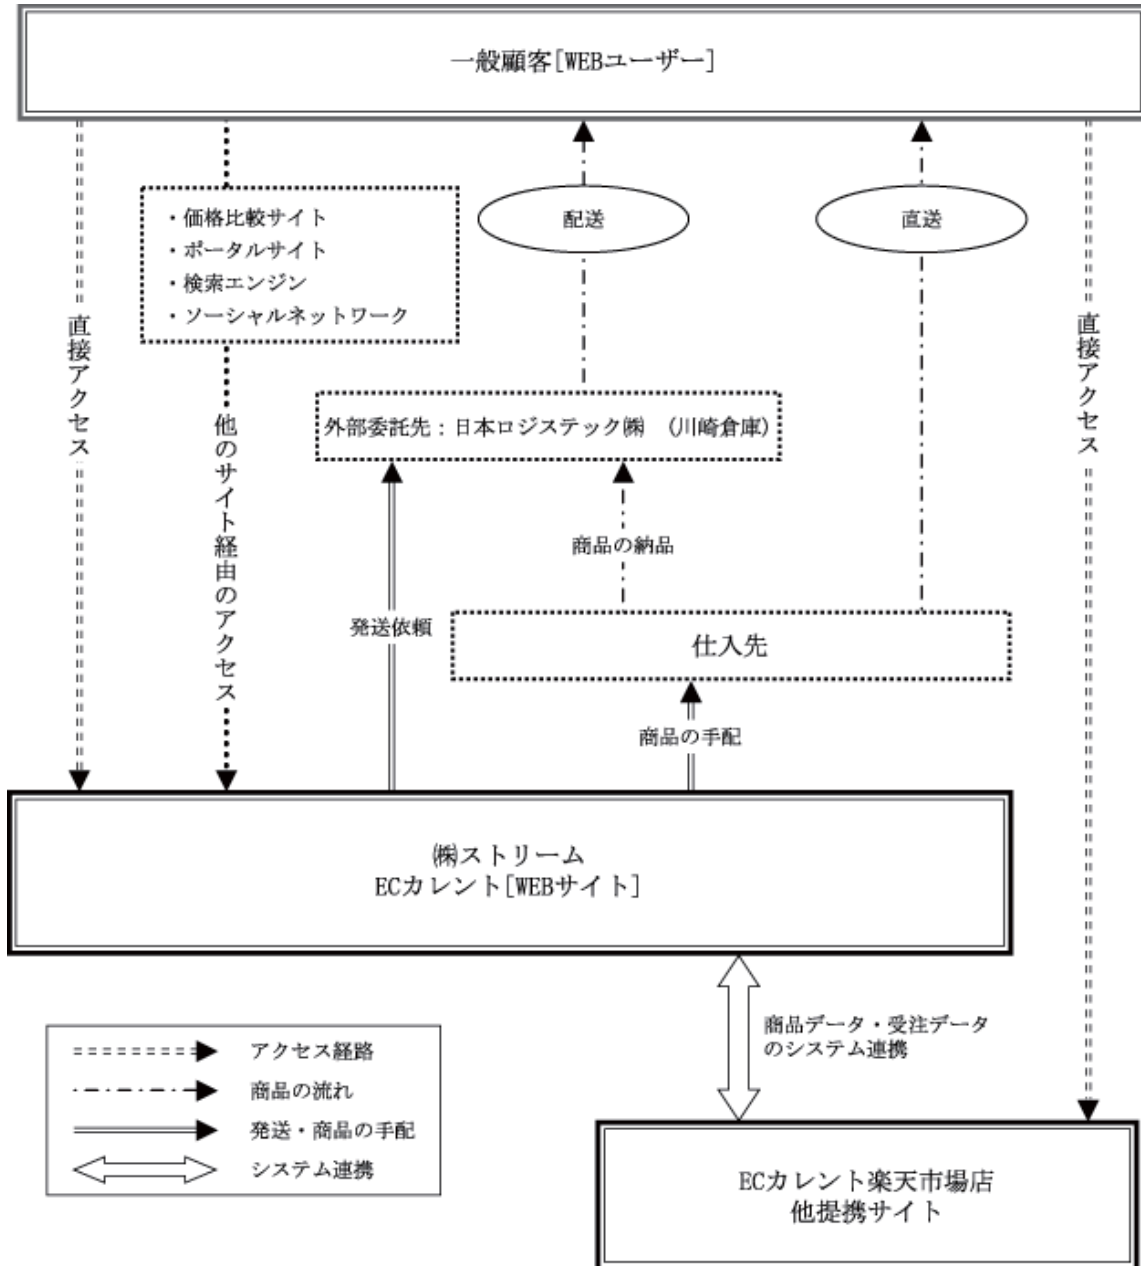 一般顧客[WEBユーザー]
・価格比較サイト
・ポータルサイト
・検索エンジン
・ソーシャルネットワーク
配送
直送
直接アクセス
直接アクセス
外部委託先：日本ロジステック㈱　(川崎倉庫)
他のサイト経由のアクセス
商品の納品
発送依頼
仕入先
商品の手配
㈱ストリーム
ECカレント[WEBサイト]
商品データ・受注データ
のシステム連携
アクセス経路
商品の流れ
発送・商品の手配
システム連携
ECカレント楽天市場店
他提携サイト